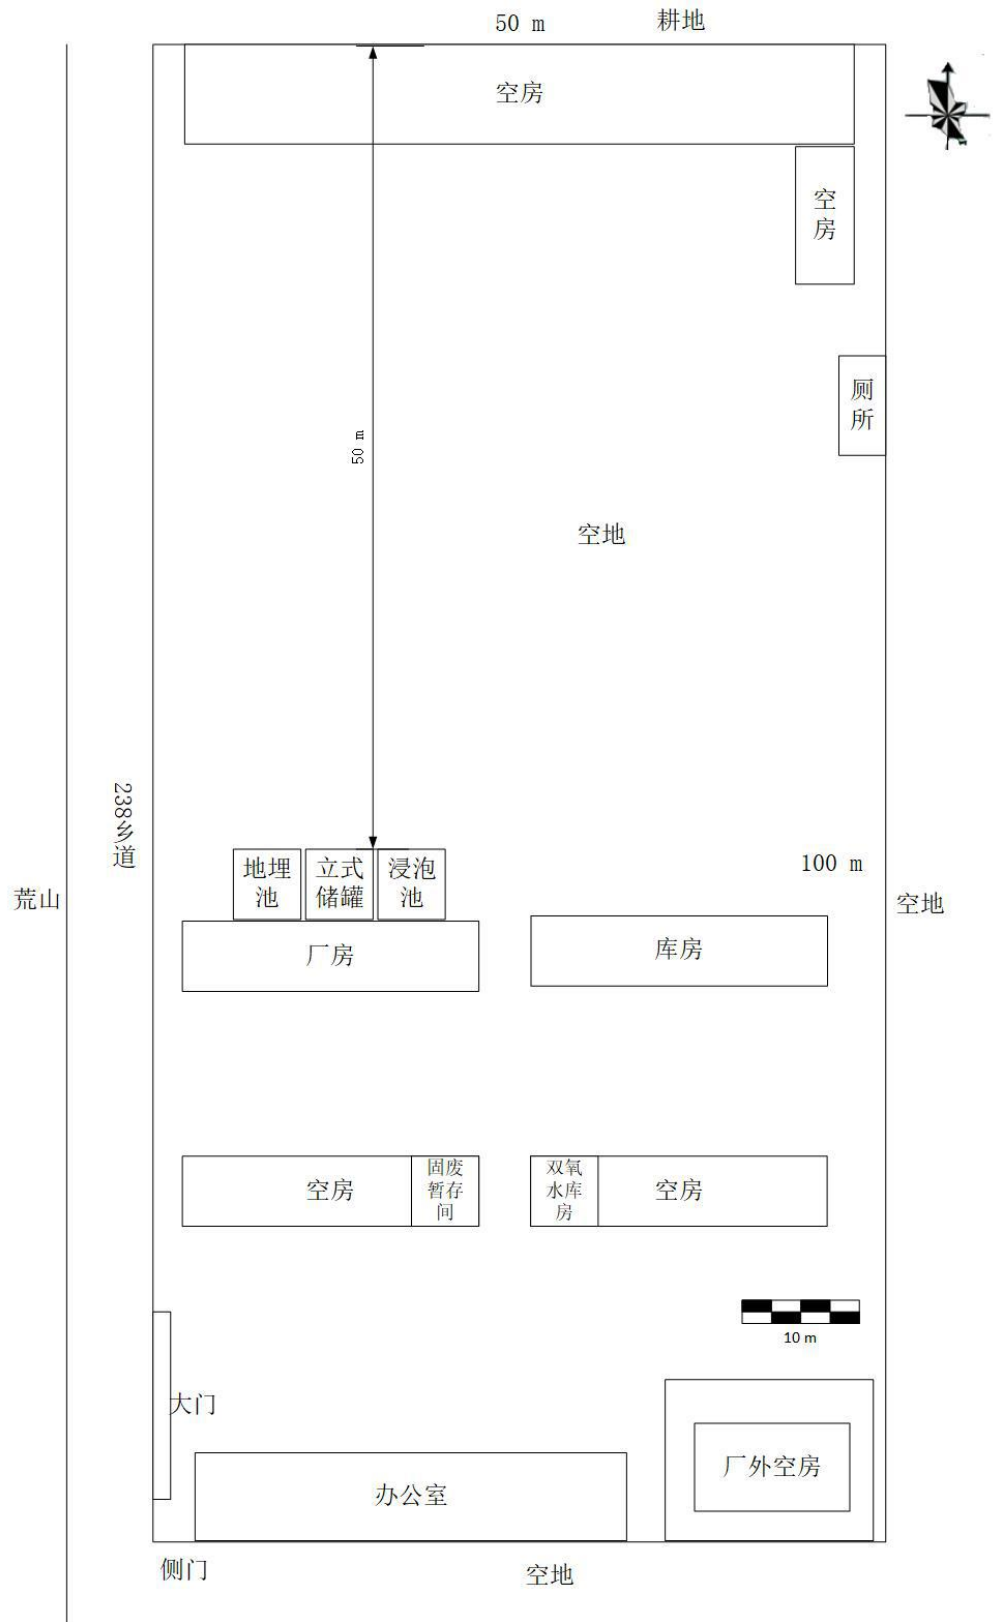 50 m
耕地
空房
空
房
厕
所
50 m
空地
238乡道
100 m
地埋
池
立式
储罐
浸泡
池
荒山
空地
厂房
库房
空房
固废
暂存
间
双氧
水库
房
空房
10 m
大门
厂外空房
办公室
侧门
空地